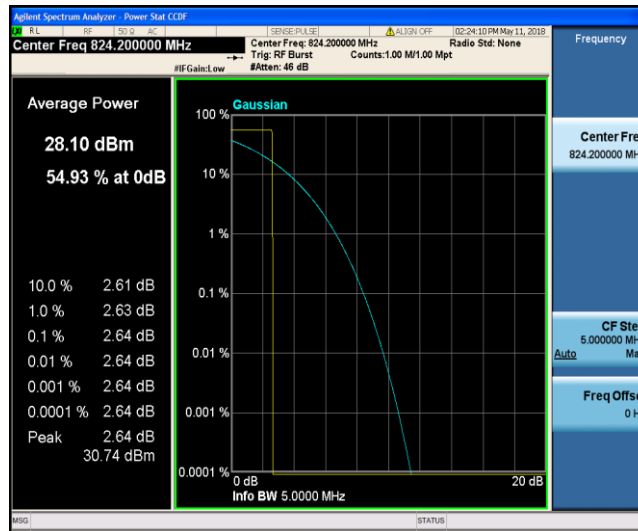 Agilent Spectrum Analyzer - Power Stat CCDF
RL RF 50 Ω AC SENSE:PULSE ALIGN OFF 02:24:10 PM May 11, 2018
Center Freq 824.200000 MHz
Center Freq: 824.200000 MHz Radio Std: None
Trig: RF Burst Counts:1.00 M/1.00 Mpt
#IFGain:Low #Atten: 46 dB
Frequency
Average Power
28.10 dBm
54.93 % at 0dB
10.0 % 2.61 dB
1.0 % 2.63 dB
0.1 % 2.64 dB
0.01 % 2.64 dB
0.001 % 2.64 dB
0.0001 % 2.64 dB
Peak 2.64 dB
30.74 dBm
Gaussian
100 %
10 %
1 %
0.1 %
0.01 %
0.001 %
0.0001 %
0 dB 20 dB
Info BW 5.0000 MHz
Center Fre
824.200000 MH
CF Ste
5.000000 MH
Auto Ma
Freq Offs
0 H
MSG STATUS